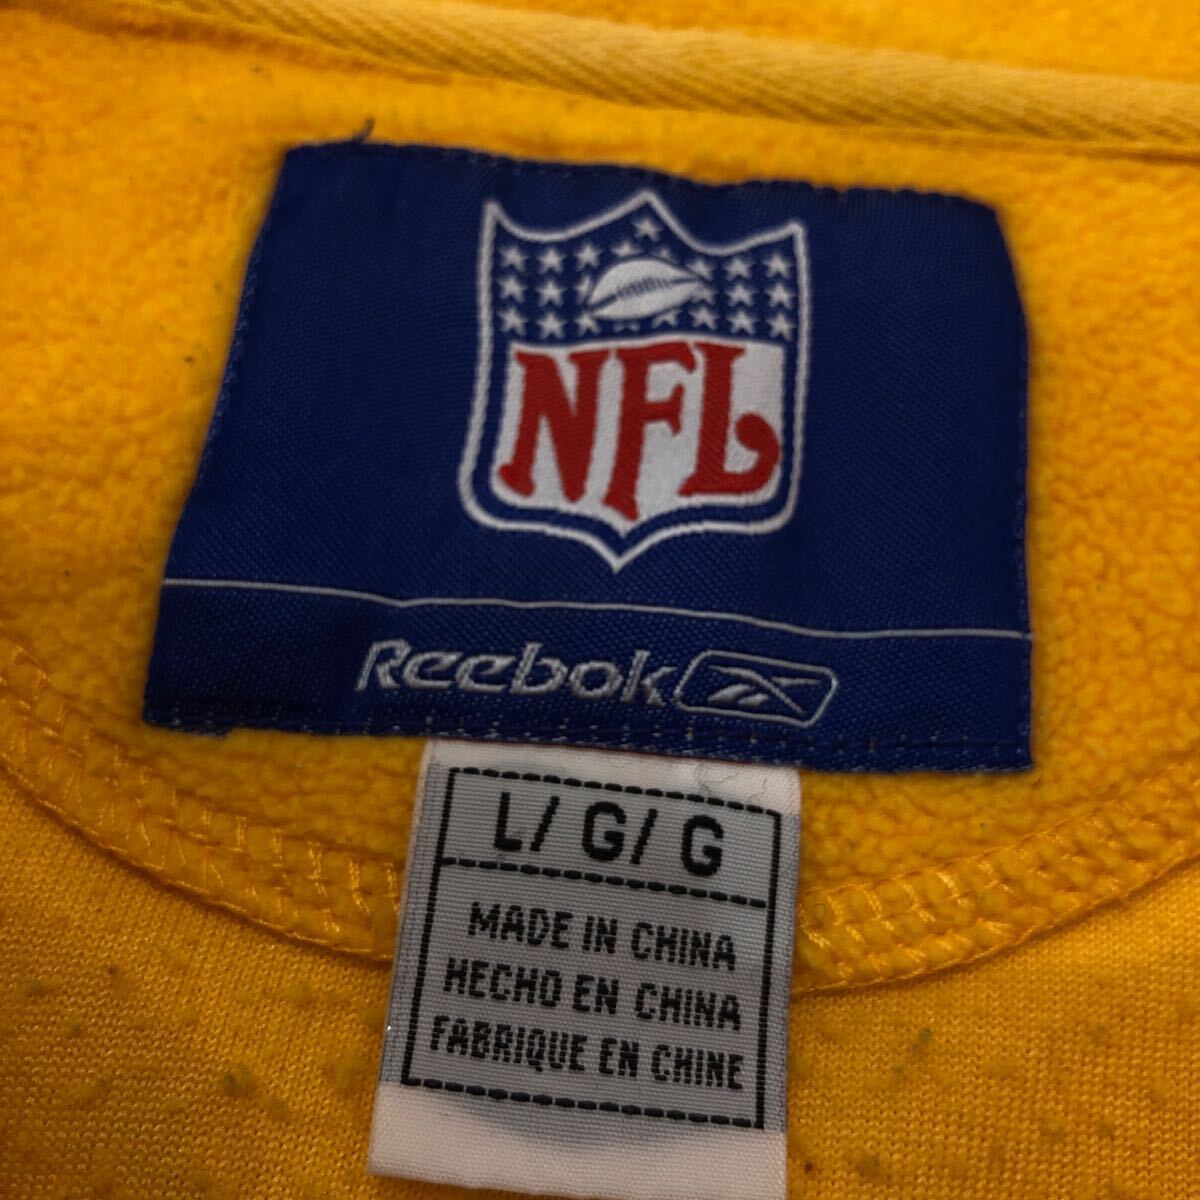 NFL
Reebok
L/G/G
MADE IN CHINA
HECHO EN CHINA
FABRIQUE EN CHINE